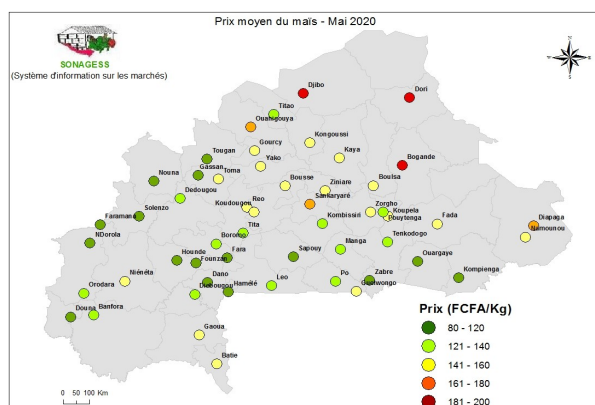 Prix moyen du maïs - Mai 2020
SONAGESS
(Système d'information sur les marchés)
Djibo
Dori
Titao
Ouahigouya
Kongoussi
Gourcy
Tougan
Kaya
Yako
Bogande
Gassan
Toma
Nouna
Bousse
Ziniare
Boulsa
Dedougou
Sankaryaré
Koudougou
Reo
Zorgho
Koupela
Pouytenga
Solenzo
Faramana
Kombissiri
Fada
Diapaga
Namounou
Tita
NDorola
Boromo
Tenkodogo
Manga
Hounde
Fara
Founzan
Sapouy
Ouargaye
Niénéta
Dano
Hamélé
Leo
Po
Zabre
Kompienga
Orodara
Diebougou
Guelwongo
Douna
Banfora
Gaoua
Batie
Prix (FCFA/Kg)
80 - 120
121 - 140
141 - 160
161 - 180
181 - 200
0 50 100 Km